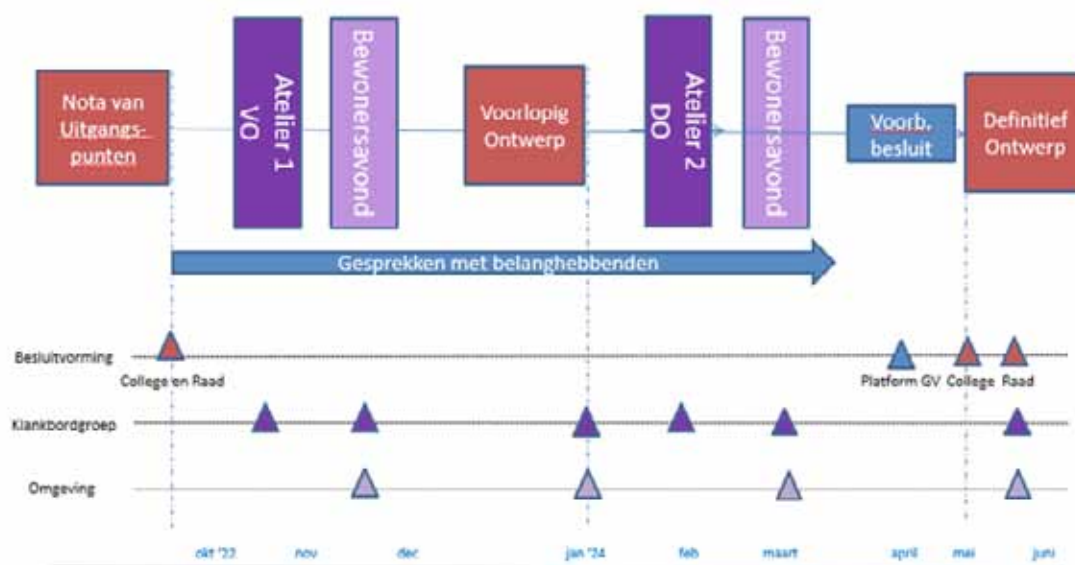 Nota van
Uitgangs-
punten
Atelier 1
VO
Bewonersavond
Voorlopig
Ontwerp
Atelier 2
DO
Bewonersavond
Voorb.
besluit
Definitief
Ontwerp
Gesprekken met belanghebbenden
Besluitvorming
College en Raad
Platform GV College Raad
Klankbordgroep
Omgeving
nov dec jan '24 feb maart april mei juni